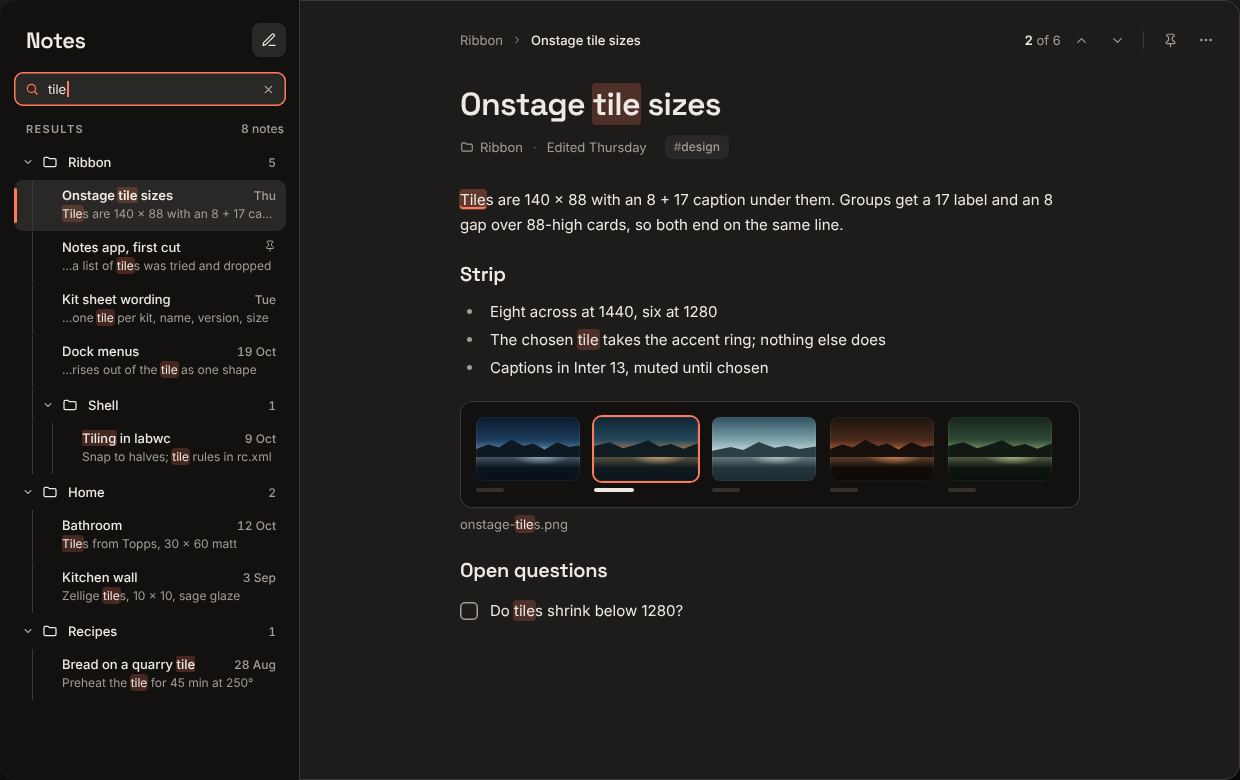 Notes
tile
RESULTS 8 notes
Ribbon 5
Onstage tile sizes Thu
Tiles are 140 × 88 with an 8 + 17 ca...
Notes app, first cut
...a list of tiles was tried and dropped
Kit sheet wording Tue
...one tile per kit, name, version, size
Dock menus 19 Oct
...rises out of the tile as one shape
Shell 1
Tiling in labwc 9 Oct
Snap to halves; tile rules in rc.xml
Home 2
Bathroom 12 Oct
Tiles from Topps, 30 × 60 matt
Kitchen wall 3 Sep
Zellige tiles, 10 × 10, sage glaze
Recipes 1
Bread on a quarry tile 28 Aug
Preheat the tile for 45 min at 250°
Ribbon Onstage tile sizes
2 of 6
Onstage tile sizes
Ribbon · Edited Thursday #design
Tiles are 140 × 88 with an 8 + 17 caption under them. Groups get a 17 label and an 8
gap over 88-high cards, so both end on the same line.
Strip
• Eight across at 1440, six at 1280
• The chosen tile takes the accent ring; nothing else does
• Captions in Inter 13, muted until chosen
onstage-tiles.png
Open questions
Do tiles shrink below 1280?